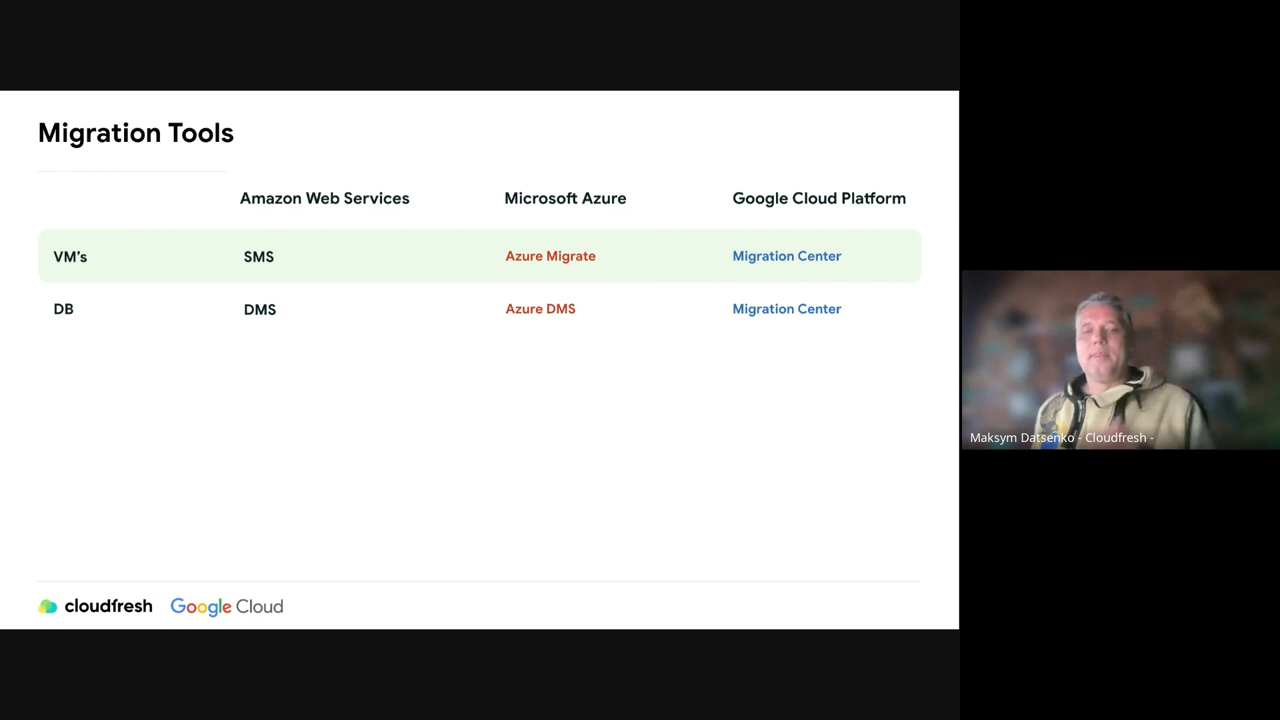 Migration Tools
Amazon Web Services Microsoft Azure Google Cloud Platform
VM's SMS Azure Migrate Migration Center
DB DMS Azure DMS Migration Center
cloudfresh Google Cloud
Maksym Datsenko - Cloudfresh -